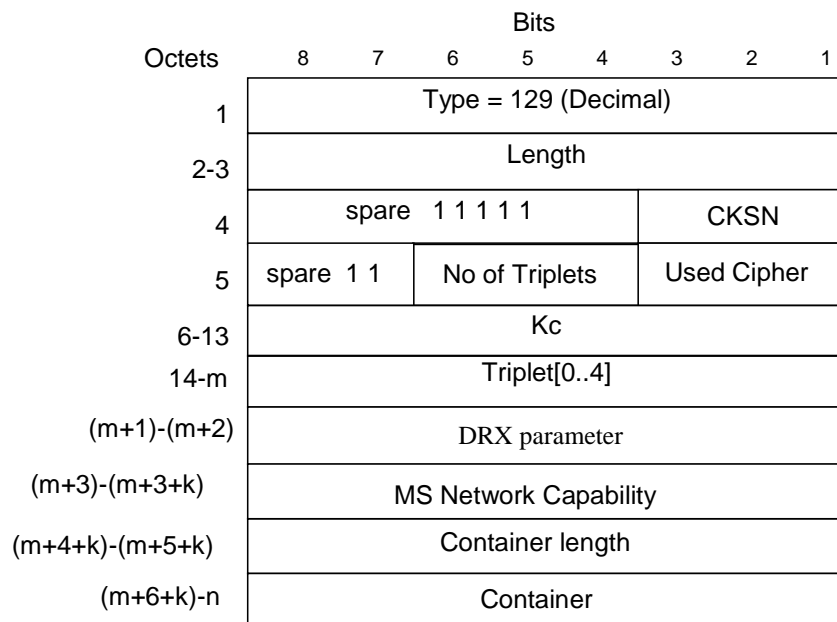 Bits
Octets 8 7 6 5 4 3 2 1
1 Type = 129 (Decimal)
2-3 Length
4 spare 1 1 1 1 1 CKSN
5 spare 1 1 No of Triplets Used Cipher
6-13 Kc
14-m Triplet[0..4]
(m+1)-(m+2) DRX parameter
(m+3)-(m+3+k) MS Network Capability
(m+4+k)-(m+5+k) Container length
(m+6+k)-n Container